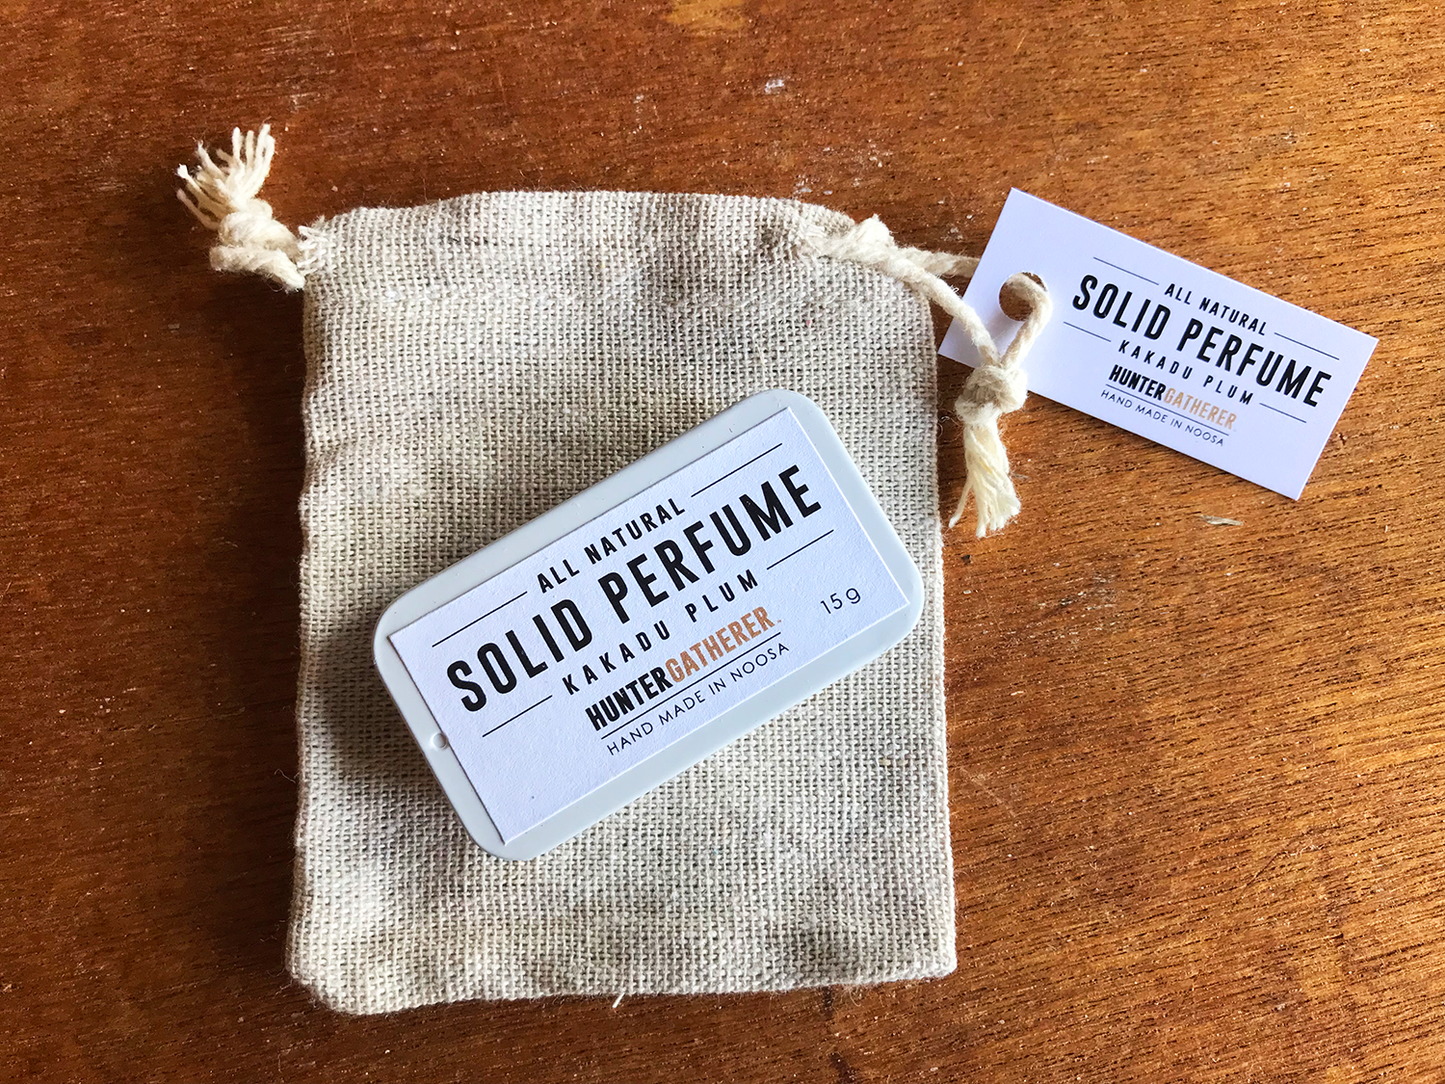 ALL NATURAL
SOLID PERFUME
KAKADU PLUM
HUNTERGATHERER
HAND MADE IN NOOSA
15g
ALL NATURAL
SOLID PERFUME
KAKADU PLUM
HUNTERGATHERER
HAND MADE IN NOOSA